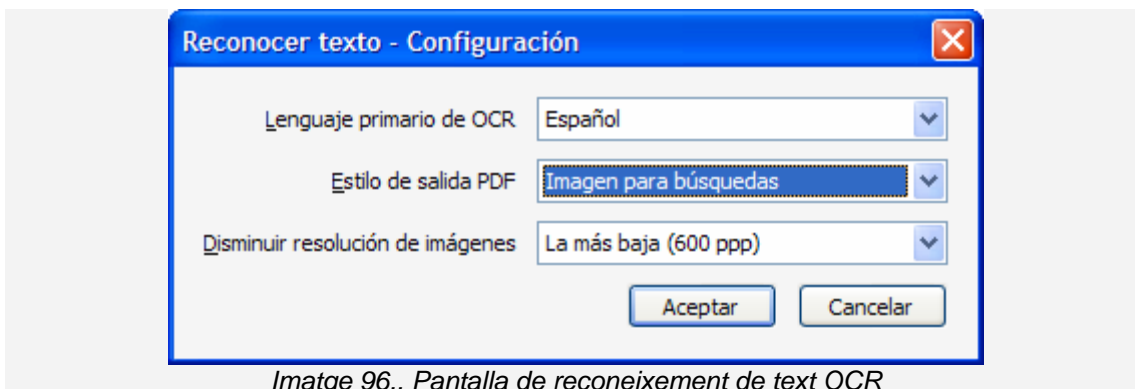 Reconocer texto - Configuración
Lenguaje primario de OCR Español
Estilo de salida PDF Imagen para búsquedas
Disminuir resolución de imágenes La más baja (600 ppp)
Aceptar Cancelar
Imatge 96.. Pantalla de reconeixement de text OCR